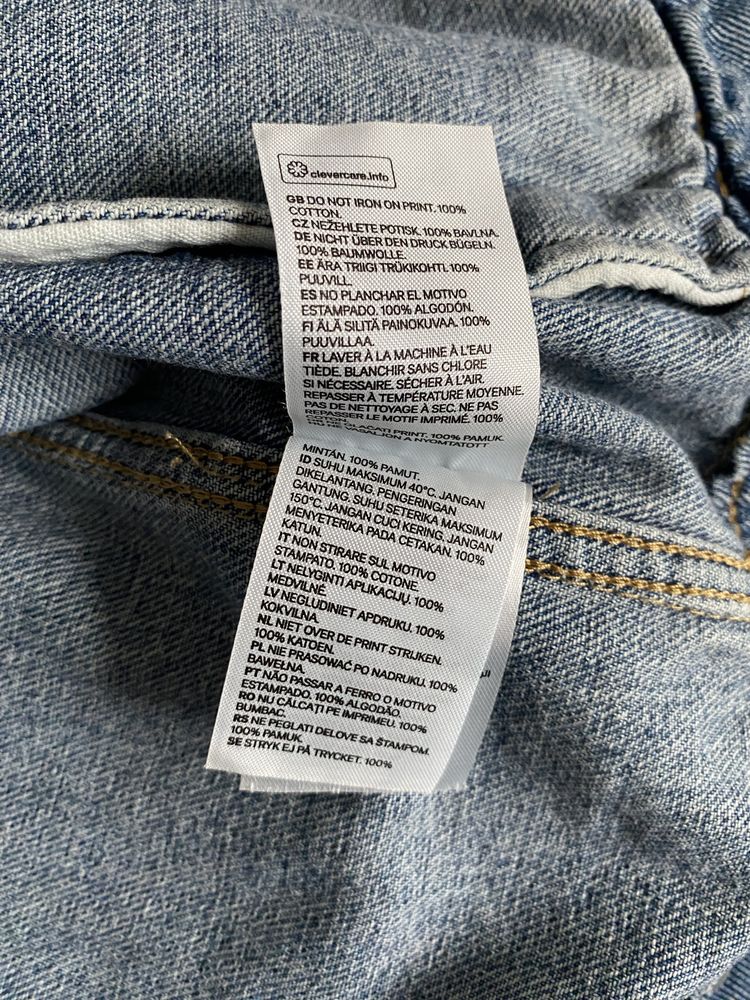 clevercare.info
GB DO NOT IRON ON PRINT. 100%
COTTON.
CZ NEŽEHLETE POTISK. 100% BAVLNA.
DE NICHT ÜBER DEN DRUCK BÜGELN.
100% BAUMWOLLE.
EE ÄRA TRIIGI TRÜKIKOHTI. 100%
PUUVILL.
ES NO PLANCHAR EL MOTIVO
ESTAMPADO. 100% ALGODÓN.
FI ÄLÄ SILITÄ PAINOKUVAA. 100%
PUUVILLAA.
FR LAVER À LA MACHINE À L'EAU
TIÈDE. BLANCHIR SANS CHLORE
SI NÉCESSAIRE. SÉCHER À L'AIR.
REPASSER À TEMPÉRATURE MOYENNE.
PAS DE NETTOYAGE À SEC. NE PAS
REPASSER LE MOTIF IMPRIMÉ. 100%
PRINT. 100% PAMUK.
A NYOMTATOTT
MINTÁN. 100% PAMUT.
ID SUHU MAKSIMUM 40°C. JANGAN
DIKELANTANG. PENGERINGAN
GANTUNG. SUHU SETERIKA MAKSIMUM
150°C. JANGAN CUCI KERING. JANGAN
MENYETERIKA PADA CETAKAN. 100%
KATUN.
IT NON STIRARE SUL MOTIVO
STAMPATO. 100% COTONE.
LT NELYGINTI APLIKACIJŲ. 100%
MEDVILNĖ.
LV NEGLUDINIET APDRUKU. 100%
KOKVILNA.
NL NIET OVER DE PRINT STRIJKEN.
100% KATOEN.
PL NIE PRASOWAĆ PO NADRUKU. 100%
BAWEŁNA.
PT NÃO PASSAR A FERRO O MOTIVO
ESTAMPADO. 100% ALGODÃO.
RO NU CĂLCAȚI PE IMPRIMEU. 100%
BUMBAC.
RS NE PEGLATI DELOVE SA ŠTAMPOM.
100% PAMUK.
SE STRYK EJ PÅ TRYCKET. 100%